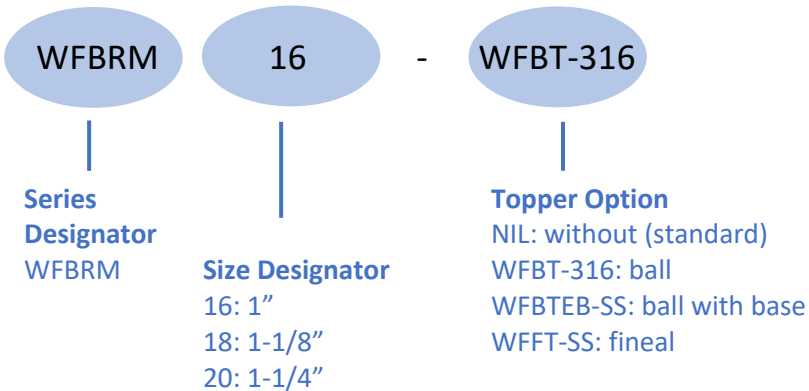 WFBRM 16 - WFBT-316
Series
Designator
WFBRM
Size Designator
16: 1”
18: 1-1/8”
20: 1-1/4”
Topper Option
NIL: without (standard)
WFBT-316: ball
WFBTEB-SS: ball with base
WFFT-SS: fineal